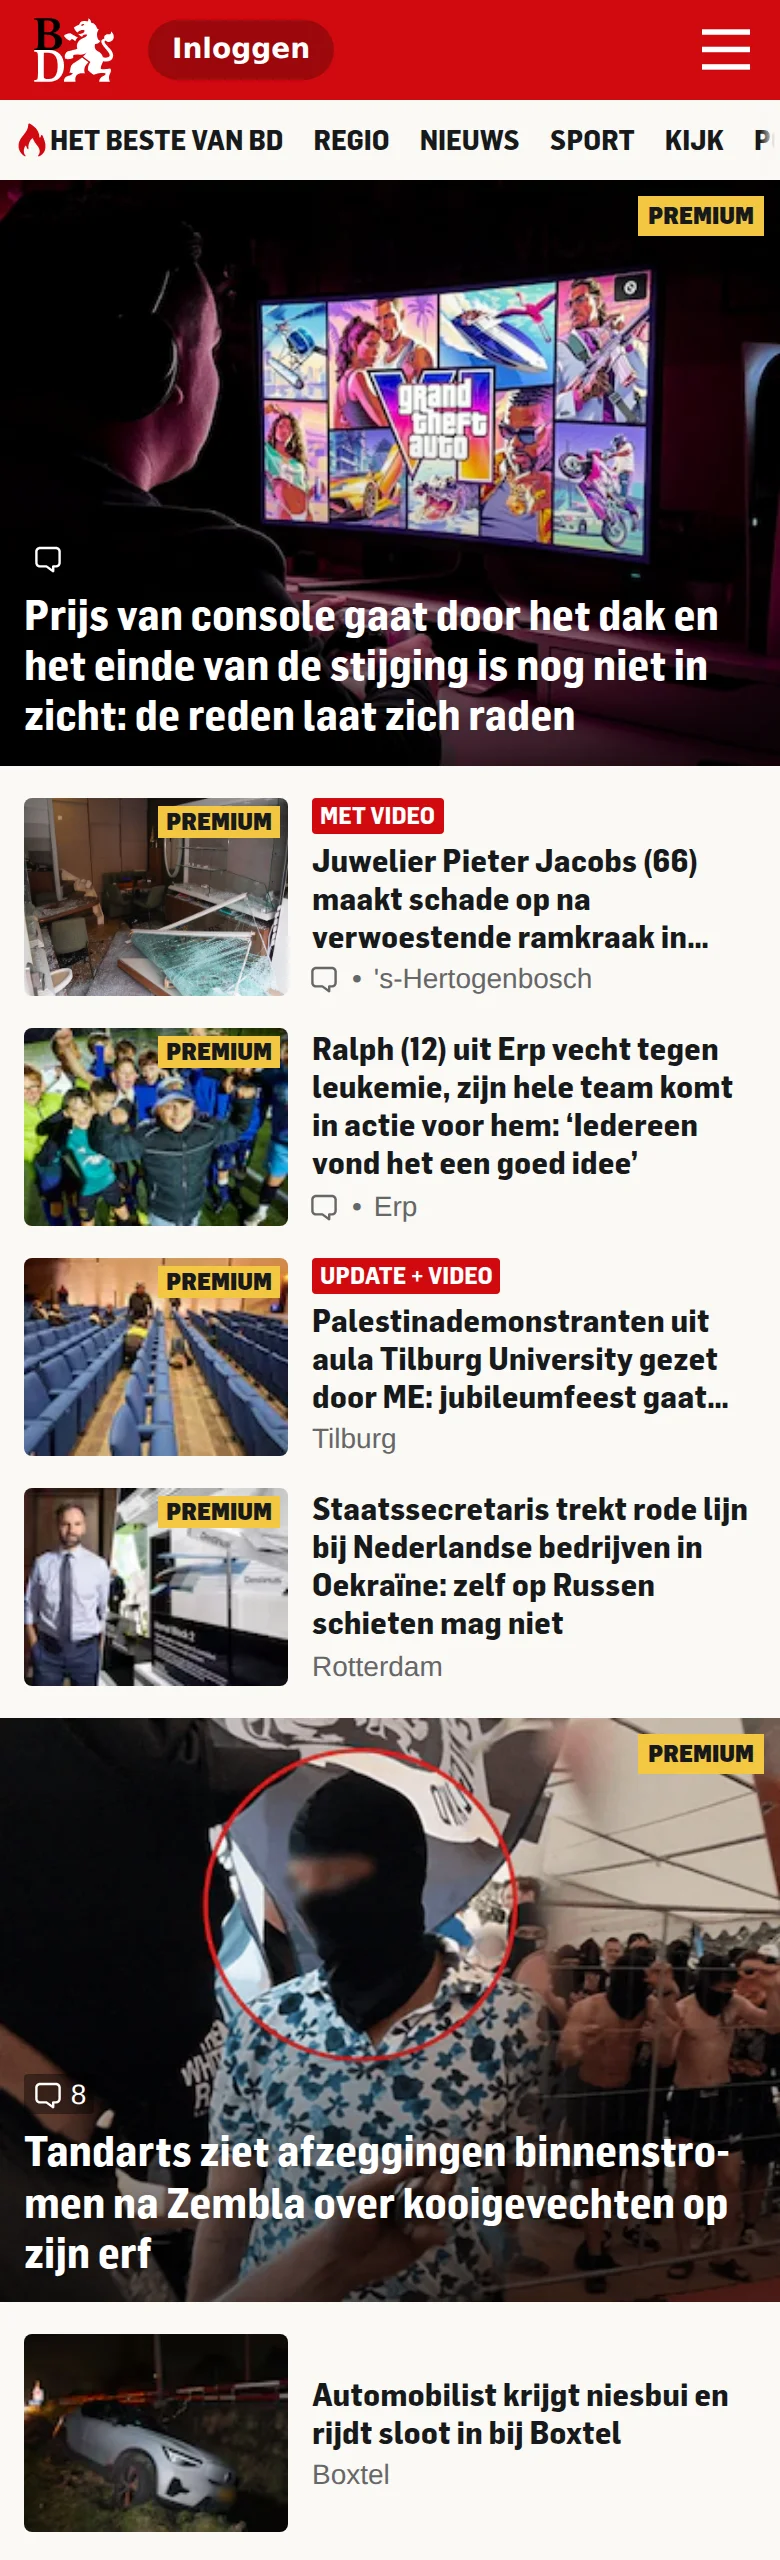 BD
Inloggen
HET BESTE VAN BD REGIO NIEUWS SPORT KIJK
PREMIUM
grand
theft
auto
VI
Prijs van console gaat door het dak en
het einde van de stijging is nog niet in
zicht: de reden laat zich raden
PREMIUM
MET VIDEO
Juwelier Pieter Jacobs (66)
maakt schade op na
verwoestende ramkraak in...
• 's-Hertogenbosch
PREMIUM
Ralph (12) uit Erp vecht tegen
leukemie, zijn hele team komt
in actie voor hem: ‘Iedereen
vond het een goed idee’
• Erp
PREMIUM
UPDATE + VIDEO
Palestinademonstranten uit
aula Tilburg University gezet
door ME: jubileumfeest gaat...
Tilburg
PREMIUM
Staatssecretaris trekt rode lijn
bij Nederlandse bedrijven in
Oekraïne: zelf op Russen
schieten mag niet
Rotterdam
PREMIUM
8
Tandarts ziet afzeggingen binnenstro-
men na Zembla over kooigevechten op
zijn erf
Automobilist krijgt niesbui en
rijdt sloot in bij Boxtel
Boxtel